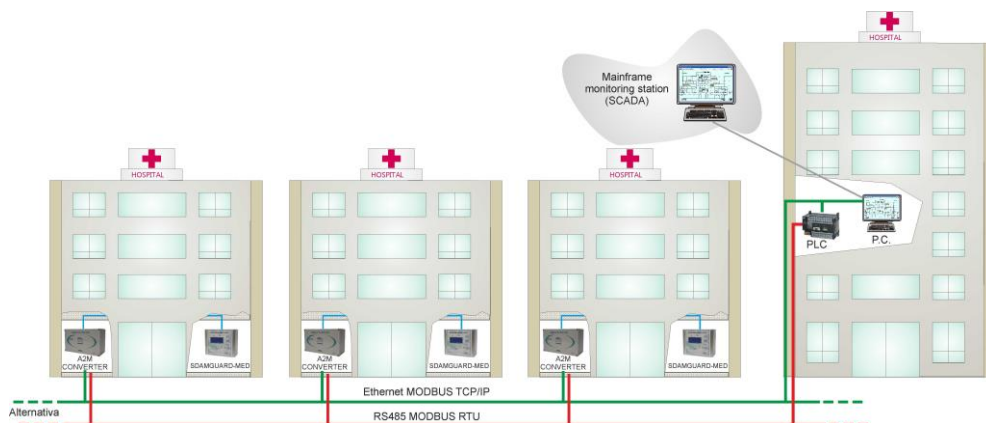 HOSPITAL
Mainframe
monitoring station
(SCADA)
HOSPITAL
HOSPITAL
HOSPITAL
PLC
P.C.
A2M
CONVERTER
SDAMGUARD-MED
A2M
CONVERTER
SDAMGUARD-MED
A2M
CONVERTER
SDAMGUARD-MED
Ethernet MODBUS TCP/IP
Alternativa
RS485 MODBUS RTU